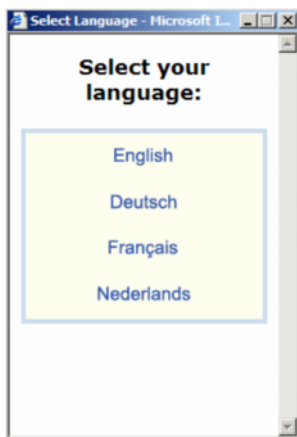 Select Language - Microsoft I...
Select your
language:
English
Deutsch
Français
Nederlands